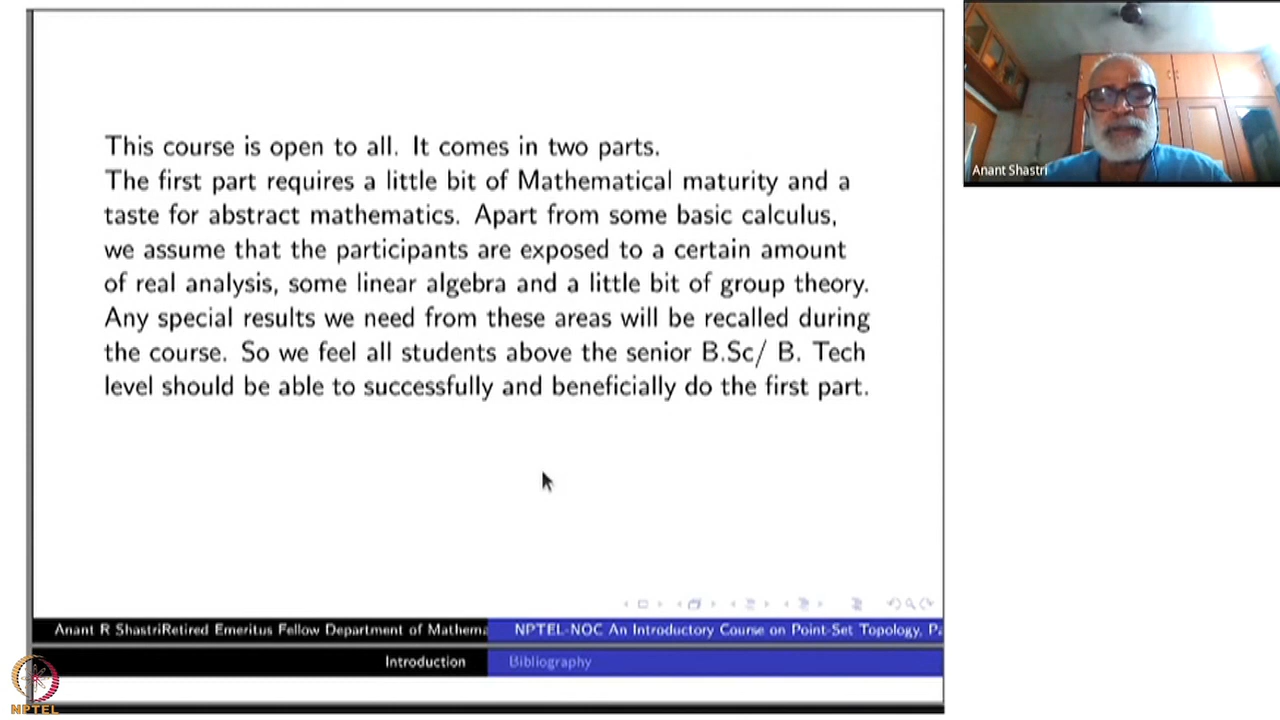 This course is open to all. It comes in two parts.
The first part requires a little bit of Mathematical maturity and a
taste for abstract mathematics. Apart from some basic calculus,
we assume that the participants are exposed to a certain amount
of real analysis, some linear algebra and a little bit of group theory.
Any special results we need from these areas will be recalled during
the course. So we feel all students above the senior B.Sc/ B. Tech
level should be able to successfully and beneficially do the first part.
Anant Shastri
Anant R ShastriRetired Emeritus Fellow Department of Mathema
NPTEL-NOC An Introductory Course on Point-Set Topology, Pa
Introduction
Bibliography
NPTEL